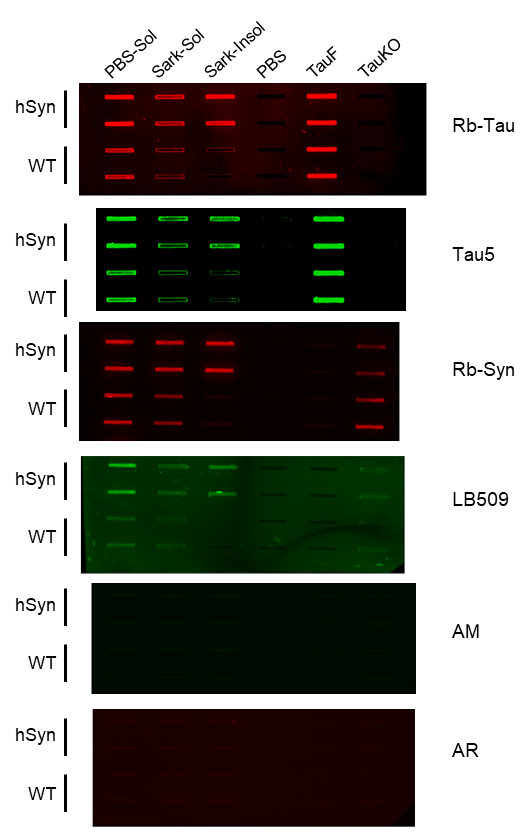 PBS-Sol Sark-Sol Sark-Insol PBS TauF TauKO
hSyn
WT
Rb-Tau
hSyn
WT
Tau5
hSyn
WT
Rb-Syn
hSyn
WT
LB509
hSyn
WT
AM
hSyn
WT
AR